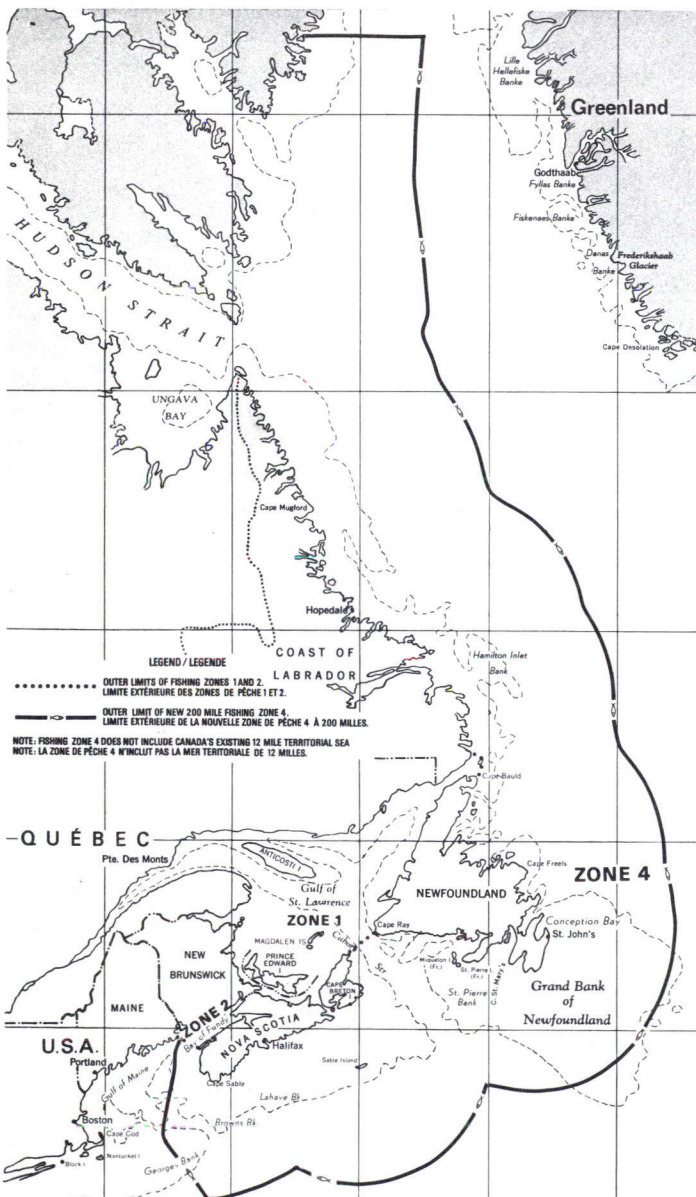 Lille
Hellefiske
Banke
Greenland
Godthaab
Fyllas Banke
Fiskenaes Banke
Danas
Banke
Frederikshaab
Glacier
Cape Desolation
HUDSON STRAIT
UNGAVA
BAY
Cape Mugford
Hopedale
COAST OF
LABRADOR
Hamilton Inlet
Bank
LEGEND / LEGENDE
OUTER LIMITS OF FISHING ZONES 1 AND 2.
LIMITE EXTÉRIEURE DES ZONES DE PÊCHE 1 ET 2.
OUTER LIMIT OF NEW 200 MILE FISHING ZONE 4.
LIMITE EXTÉRIEURE DE LA NOUVELLE ZONE DE PÊCHE 4 À 200 MILLES.
NOTE: FISHING ZONE 4 DOES NOT INCLUDE CANADA'S EXISTING 12 MILE TERRITORIAL SEA
NOTE: LA ZONE DE PÊCHE 4 N'INCLUT PAS LA MER TERITORIALE DE 12 MILLES.
Cape Bauld
QUÉBEC
Pte. Des Monts
ANTICOSTI I
Gulf of
St. Lawrence
ZONE 1
Cape Freels
NEWFOUNDLAND
ZONE 4
Conception Bay
St. John's
Cape Ray
Cabot
Str
MAGDALEN IS
PRINCE
EDWARD I
NEW
BRUNSWICK
CAPE
BRETON I
Miquelon I
(Fr.)
St. Pierre I
(Fr.)
C. St. Mary
St. Pierre
Bank
Grand Bank
of
Newfoundland
MAINE
ZONE 2
Bay of Fundy
NOVA SCOTIA
Halifax
U.S.A.
Portland
Gulf of Maine
Cape Sable
Sable Island
Lahave Bk
Browns Bk
Boston
Cape Cod
Nantucket I
Block I
Georges Bank